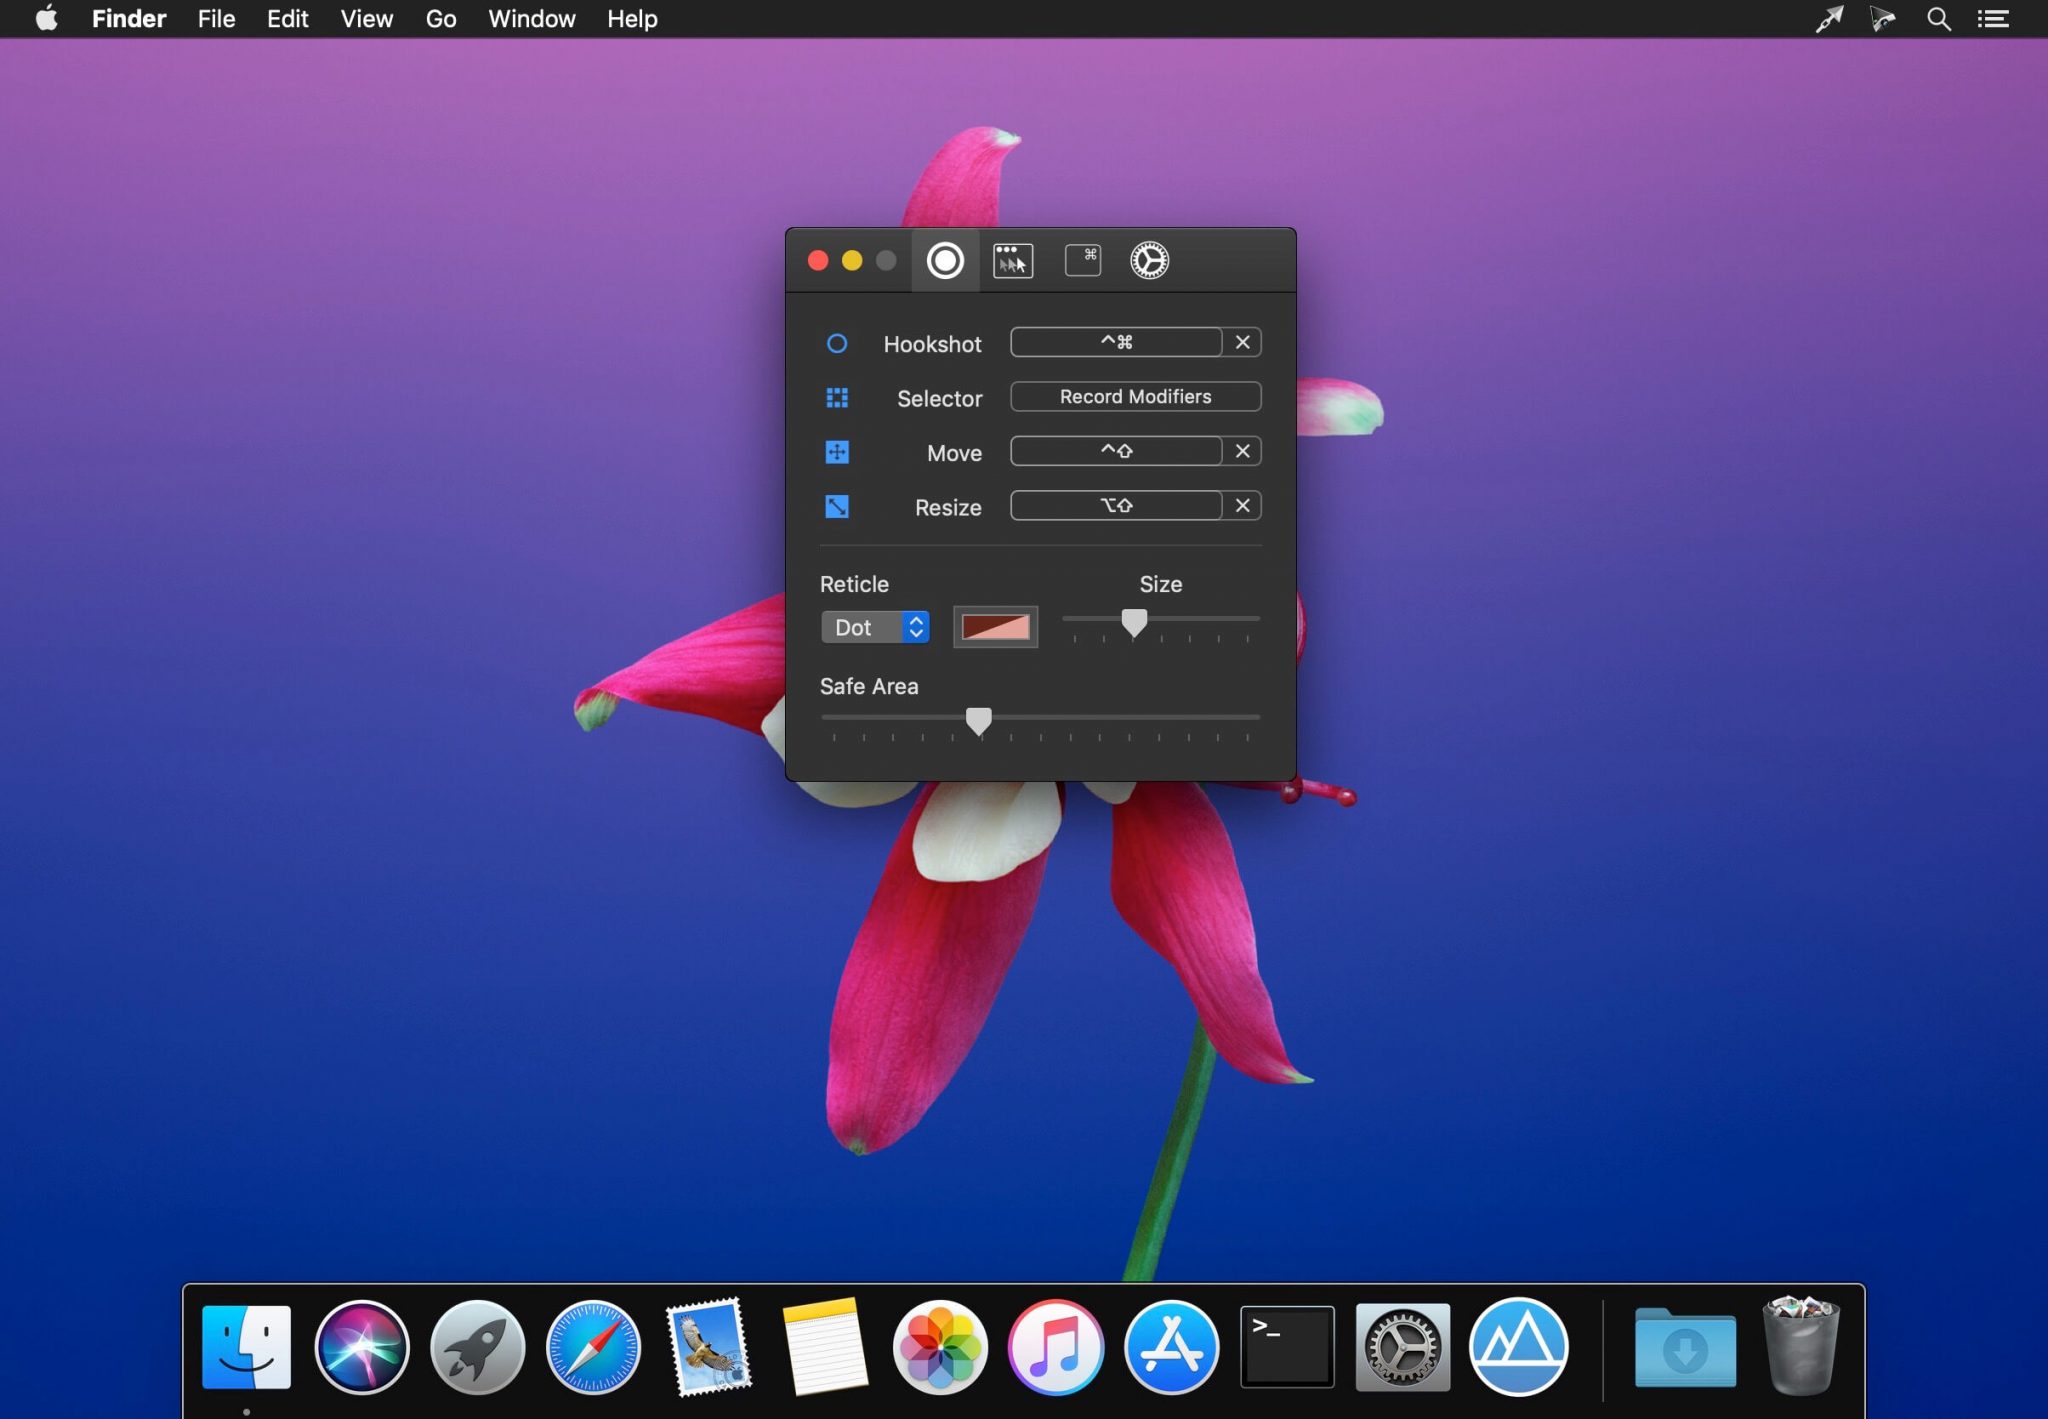 Finder File Edit View Go Window Help
⌘
Hookshot ^⌘ ✕
Selector Record Modifiers
Move ^⇧ ✕
Resize ⌥⇧ ✕
Reticle Size
Dot
Safe Area
>_